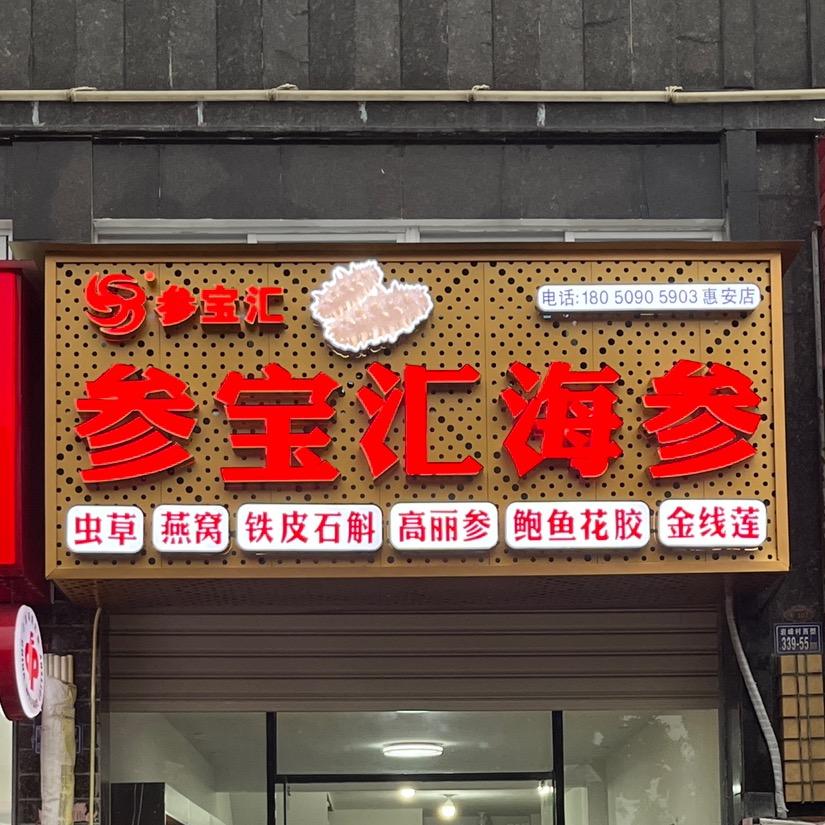 参宝汇
电话:180 5090 5903 惠安店
参宝汇海参
虫草 燕窝 铁皮石斛 高丽参 鲍鱼花胶 金线莲
339-55